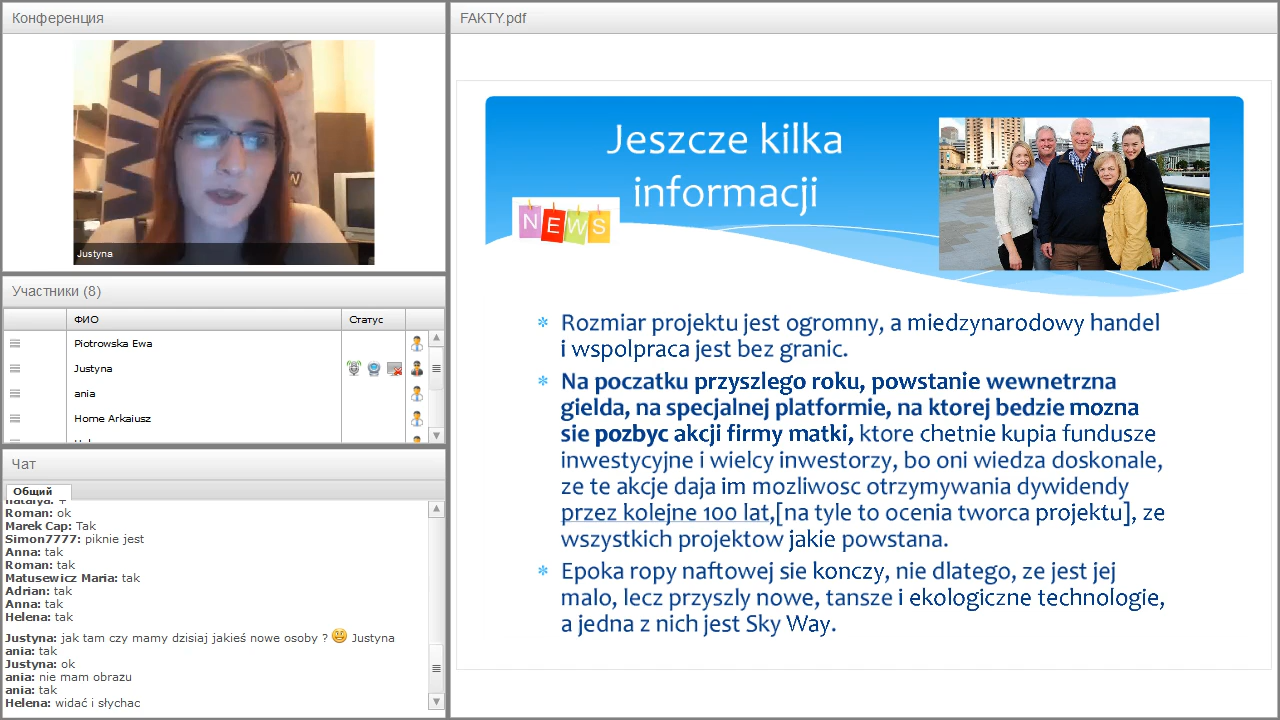 Конференция
WAY
W
Justyna
Участники (8)
ФИО
Статус
Piotrowska Ewa
Justyna
ania
Home Arkaiusz
Чат
Общий
natalya: +
Roman: ok
Marek Cap: Tak
Simon7777: piknie jest
Anna: tak
Roman: tak
Matusewicz Maria: tak
Adrian: tak
Anna: tak
Helena: tak
Justyna: jak tam czy mamy dzisiaj jakieś nowe osoby ? Justyna
ania: tak
Justyna: ok
ania: nie mam obrazu
ania: tak
Helena: widać i słychac
FAKTY.pdf
Jeszcze kilka
informacji
NEWS
Rozmiar projektu jest ogromny, a miedzynarodowy handel
i wspolpraca jest bez granic.
Na poczatku przyszlego roku, powstanie wewnetrzna
gielda, na specjalnej platformie, na ktorej bedzie mozna
sie pozbyc akcji firmy matki, ktore chetnie kupia fundusze
inwestycyjne i wielcy inwestorzy, bo oni wiedza doskonale,
ze te akcje daja im mozliwosc otrzymywania dywidendy
przez kolejne 100 lat,[na tyle to ocenia tworca projektu], ze
wszystkich projektow jakie powstana.
Epoka ropy naftowej sie konczy, nie dlatego, ze jest jej
malo, lecz przyszly nowe, tansze i ekologiczne technologie,
a jedna z nich jest Sky Way.